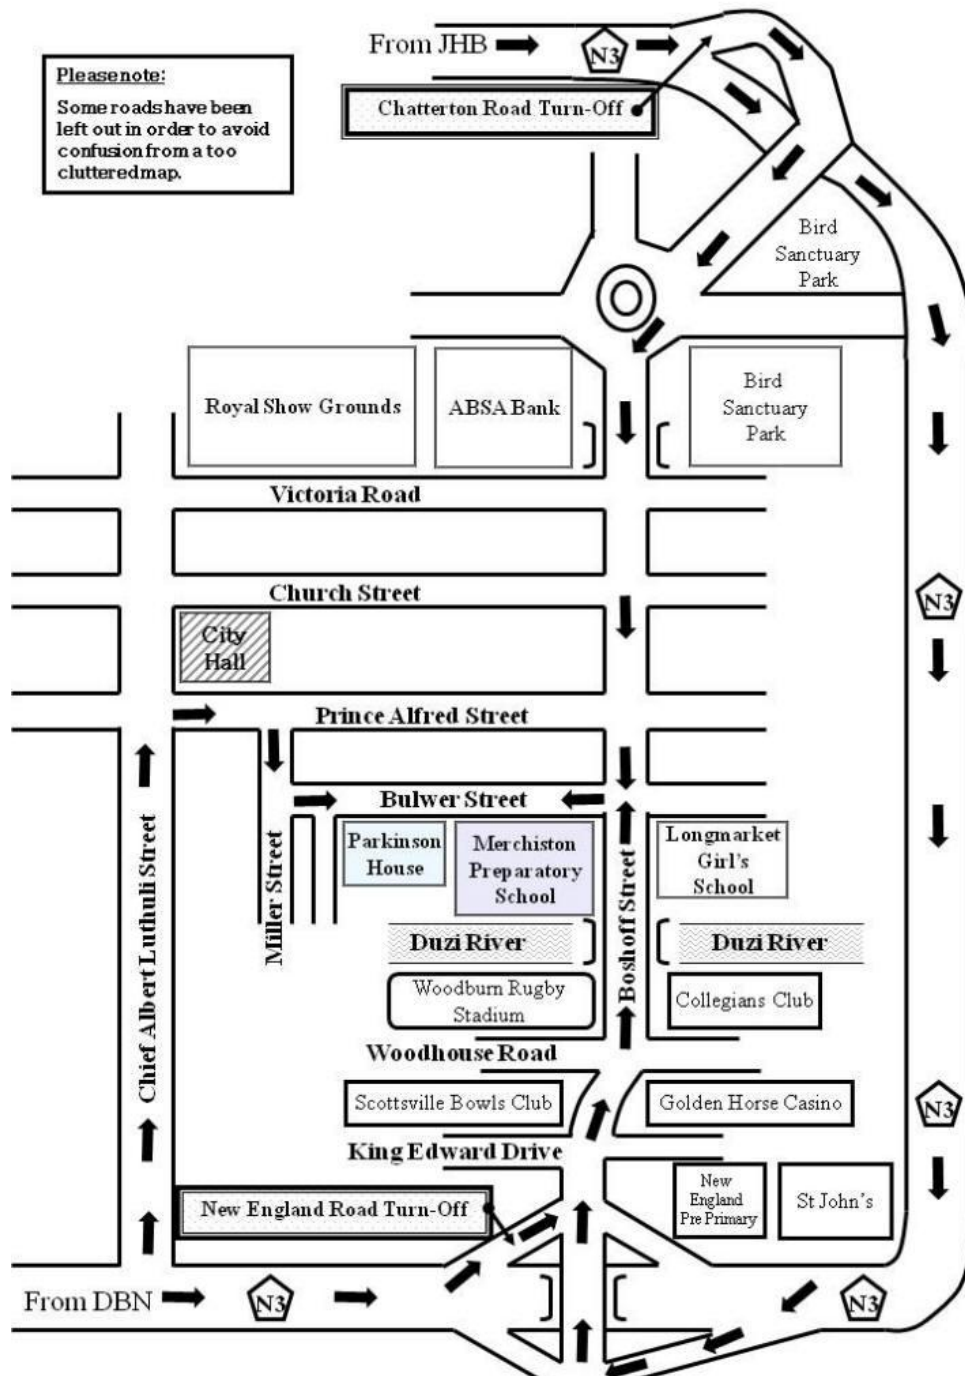 From JHB
N3
Please note:
Some roads have been
left out in order to avoid
confusion from a too
cluttered map.
Chatterton Road Turn-Off
Bird
Sanctuary
Park
Royal Show Grounds
ABSA Bank
Bird
Sanctuary
Park
Victoria Road
Church Street
N3
City
Hall
Prince Alfred Street
Bulwer Street
Chief Albert Luthuli Street
Miller Street
Parkinson
House
Merchiston
Preparatory
School
Boshoff Street
Longmarket
Girl's
School
Duzi River
Duzi River
Woodburn Rugby
Stadium
Collegians Club
Woodhouse Road
Scottsville Bowls Club
Golden Horse Casino
N3
King Edward Drive
New England Road Turn-Off
New
England
Pre Primary
St John's
From DBN
N3
N3